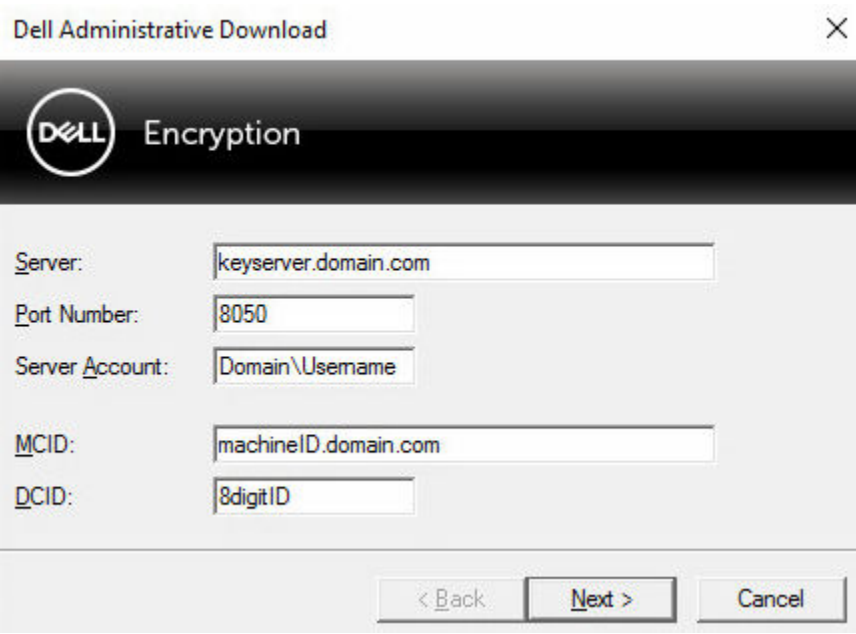 Dell Administrative Download
DELL Encryption
Server: keyserver.domain.com
Port Number: 8050
Server Account: Domain\Username
MCID: machineID.domain.com
DCID: 8digitID
< Back Next > Cancel